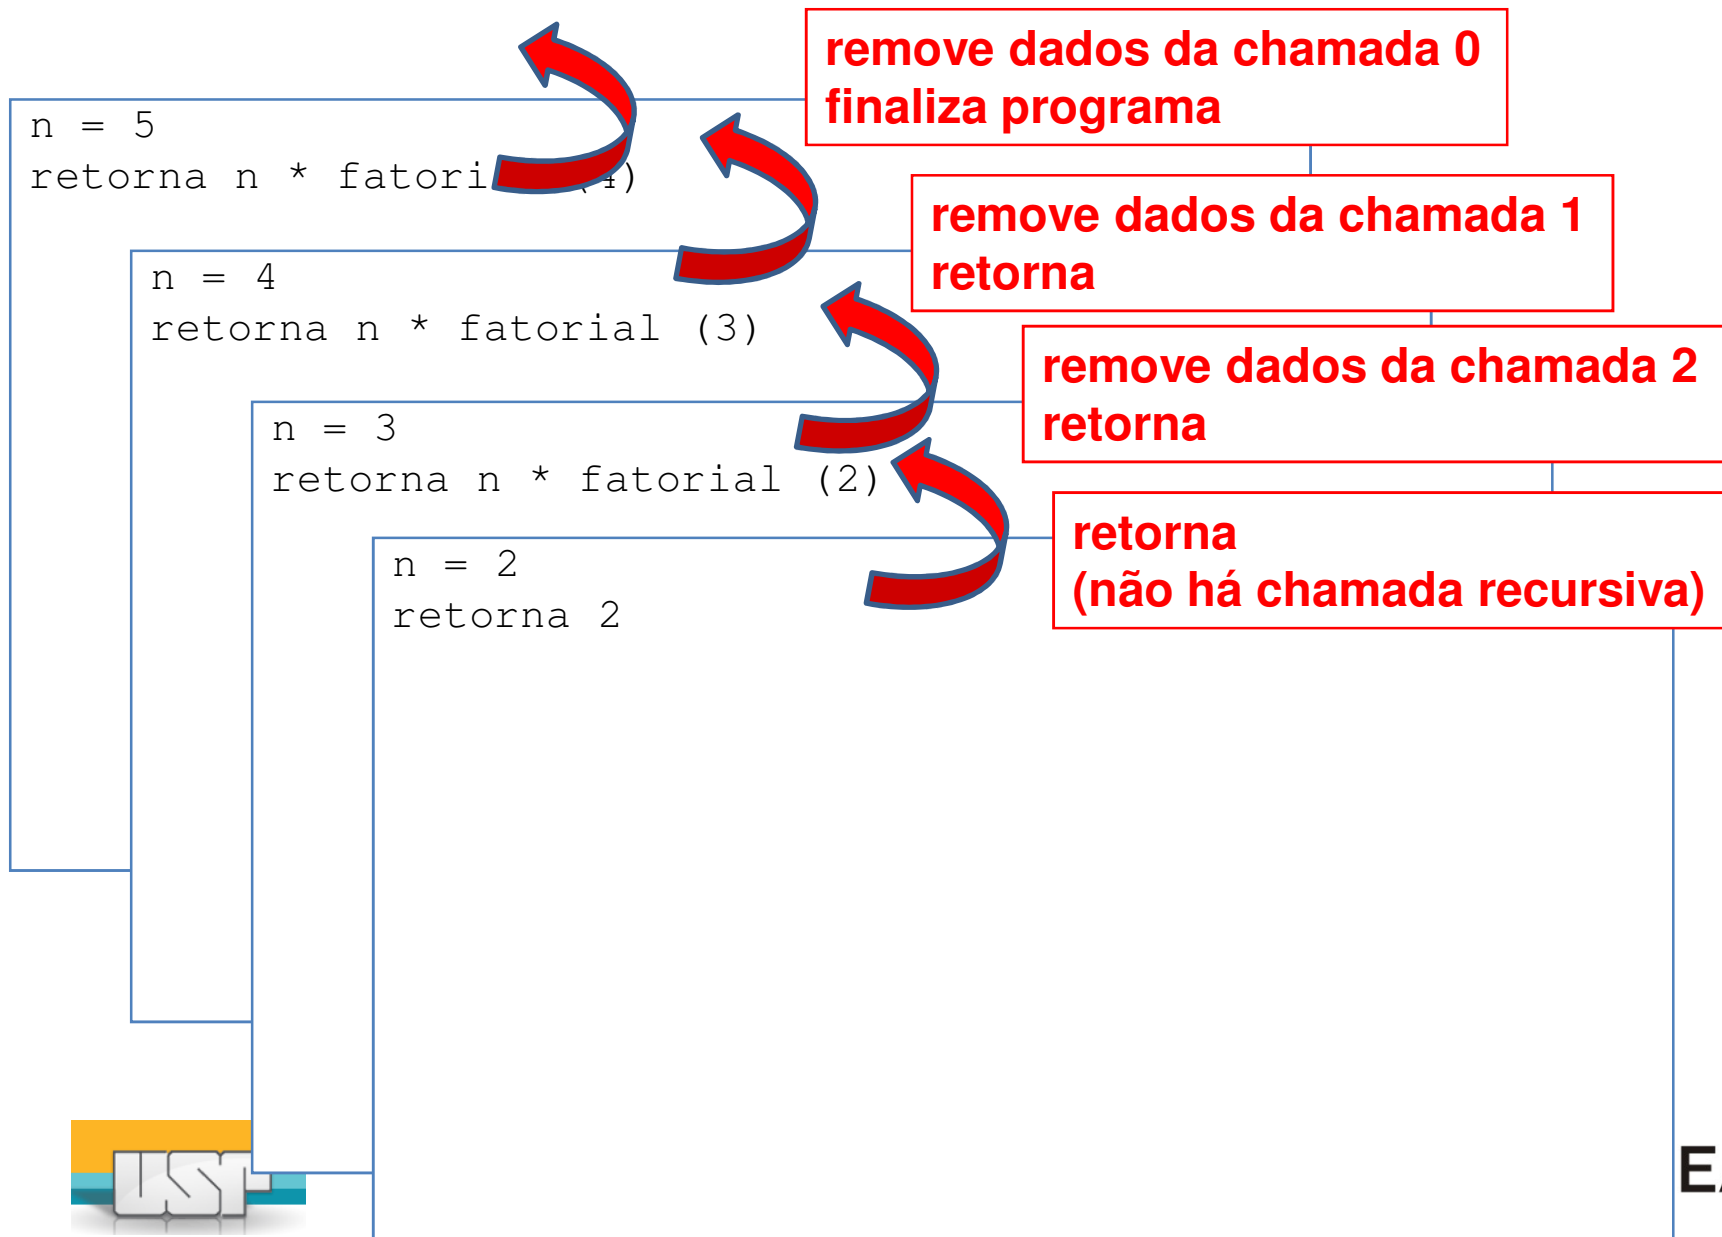 remove dados da chamada 0
finaliza programa
n = 5
retorna n * fatori (4)
remove dados da chamada 1
retorna
n = 4
retorna n * fatorial (3)
remove dados da chamada 2
retorna
n = 3
retorna n * fatorial (2)
retorna
(não há chamada recursiva)
n = 2
retorna 2
USP